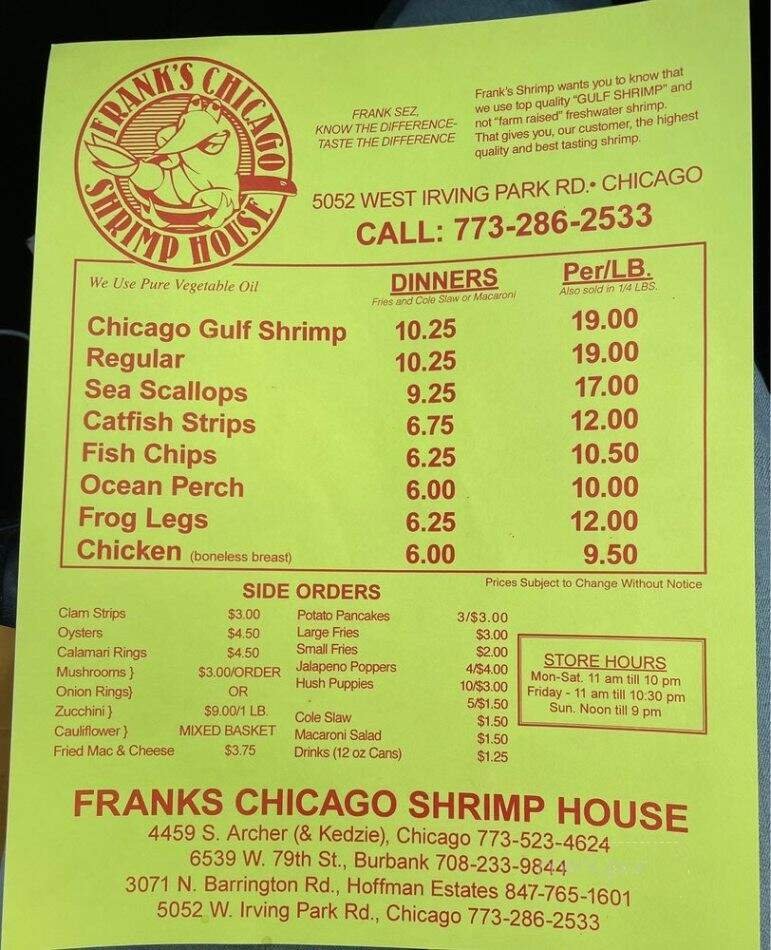 FRANK'S CHICAGO
SHRIMP HOUSE
FRANK SEZ,
KNOW THE DIFFERENCE-
TASTE THE DIFFERENCE
Frank's Shrimp wants you to know that
we use top quality "GULF SHRIMP" and
not "farm raised" freshwater shrimp.
That gives you, our customer, the highest
quality and best tasting shrimp.
5052 WEST IRVING PARK RD.• CHICAGO
CALL: 773-286-2533
We Use Pure Vegetable Oil
DINNERS
Fries and Cole Slaw or Macaroni
Per/LB.
Also sold in 1/4 LBS.
Chicago Gulf Shrimp 10.25 19.00
Regular 10.25 19.00
Sea Scallops 9.25 17.00
Catfish Strips 6.75 12.00
Fish Chips 6.25 10.50
Ocean Perch 6.00 10.00
Frog Legs 6.25 12.00
Chicken (boneless breast) 6.00 9.50
Prices Subject to Change Without Notice
SIDE ORDERS
Clam Strips $3.00
Oysters $4.50
Calamari Rings $4.50
Mushrooms } $3.00/ORDER
Onion Rings} OR
Zucchini } $9.00/1 LB.
Cauliflower } MIXED BASKET
Fried Mac & Cheese $3.75
Potato Pancakes 3/$3.00
Large Fries $3.00
Small Fries $2.00
Jalapeno Poppers 4/$4.00
Hush Puppies 10/$3.00
5/$1.50
Cole Slaw $1.50
Macaroni Salad $1.50
Drinks (12 oz Cans) $1.25
STORE HOURS
Mon-Sat. 11 am till 10 pm
Friday - 11 am till 10:30 pm
Sun. Noon till 9 pm
FRANKS CHICAGO SHRIMP HOUSE
4459 S. Archer (& Kedzie), Chicago 773-523-4624
6539 W. 79th St., Burbank 708-233-9844
3071 N. Barrington Rd., Hoffman Estates 847-765-1601
5052 W. Irving Park Rd., Chicago 773-286-2533